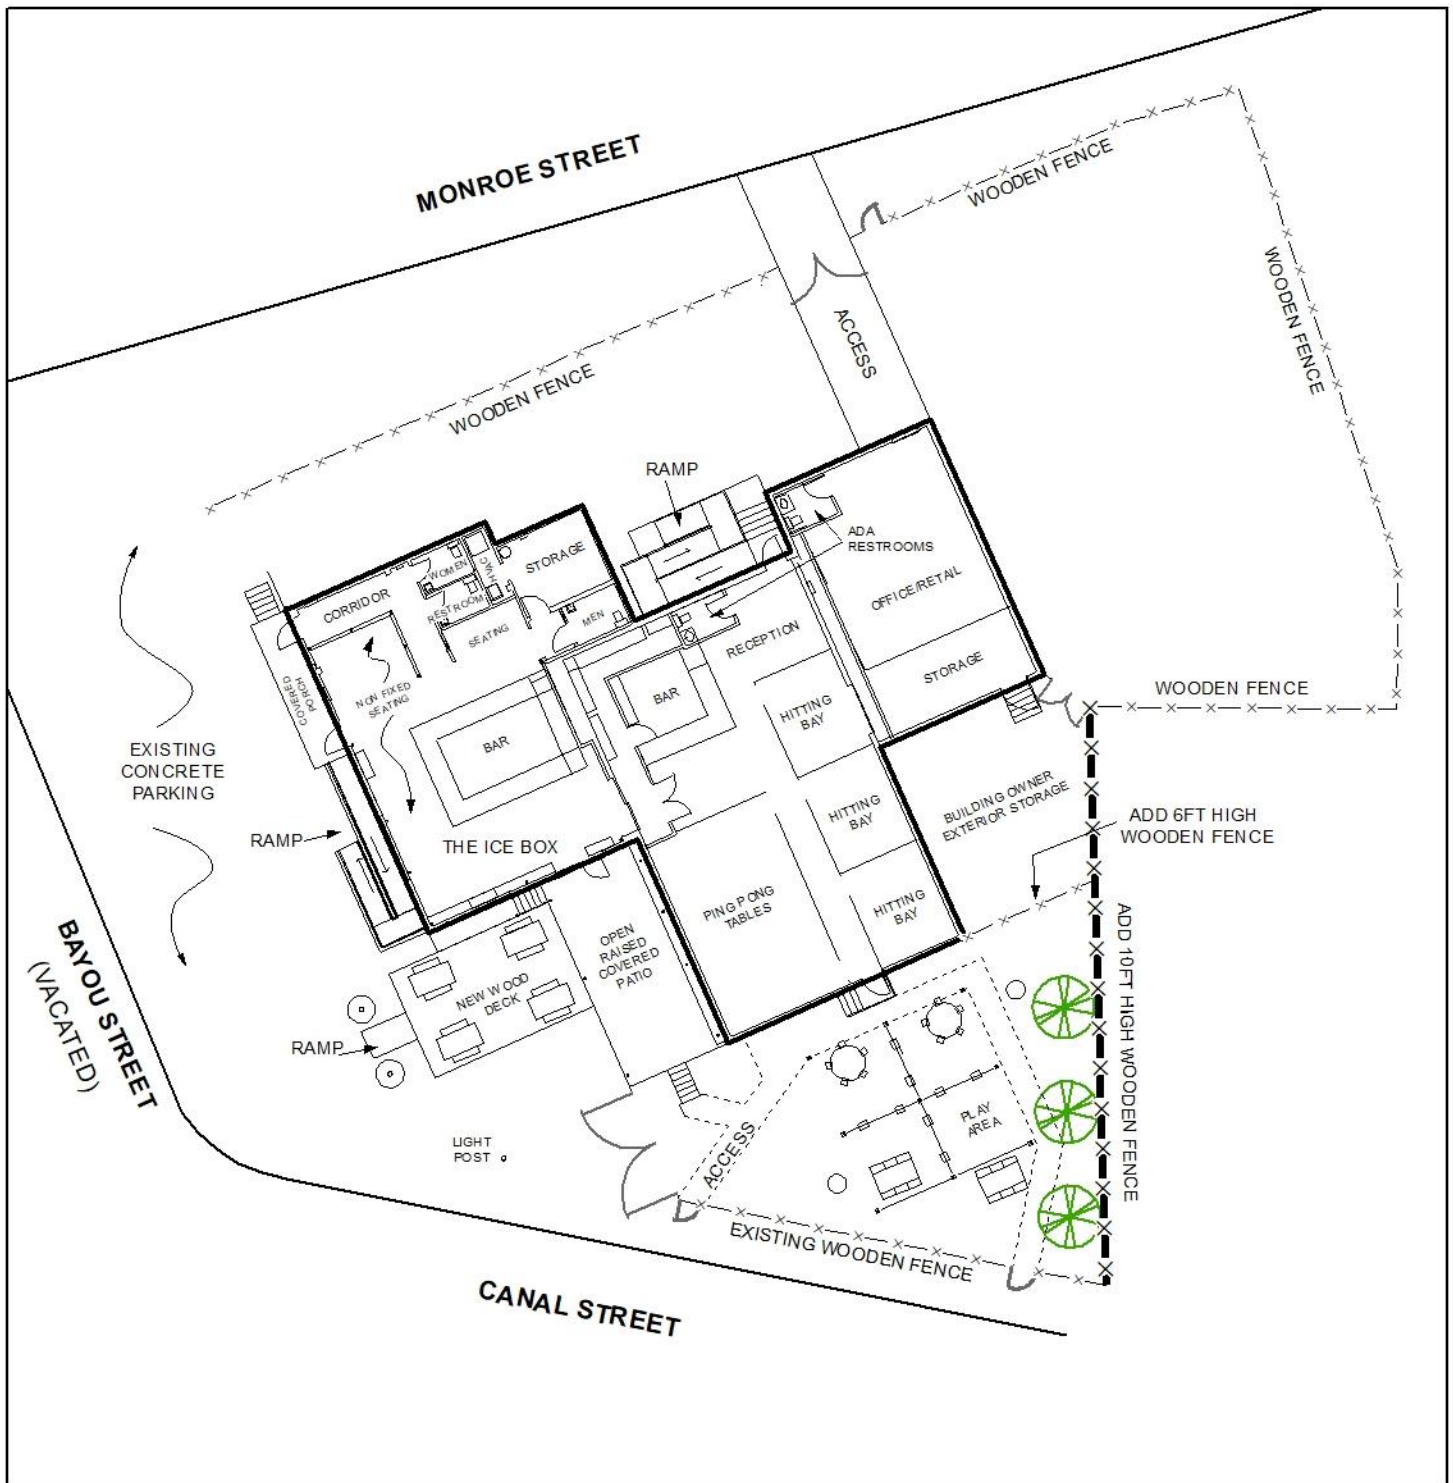 MONROE STREET
WOODEN FENCE
WOODEN FENCE
ACCESS
WOODEN FENCE
RAMP
ADA
RESTROOMS
STORAGE
HVAC
WOMEN
RESTROOM
CORRIDOR
SEATING
MEN
OFFICE/RETAIL
RECEPTION
STORAGE
COVERED
PORCH
NON FIXED
SEATING
BAR
BAR
HITTING
BAY
WOODEN FENCE
EXISTING
CONCRETE
PARKING
BUILDING OWNER
EXTERIOR STORAGE
HITTING
BAY
ADD 6FT HIGH
WOODEN FENCE
RAMP
THE ICE BOX
PING PONG
TABLES
HITTING
BAY
ADD 10FT HIGH WOODEN FENCE
OPEN
RAISED
COVERED
PATIO
NEW WOOD
DECK
BAYOU STREET
(VACATED)
RAMP
PLAY
AREA
LIGHT
POST
ACCESS
EXISTING WOODEN FENCE
CANAL STREET